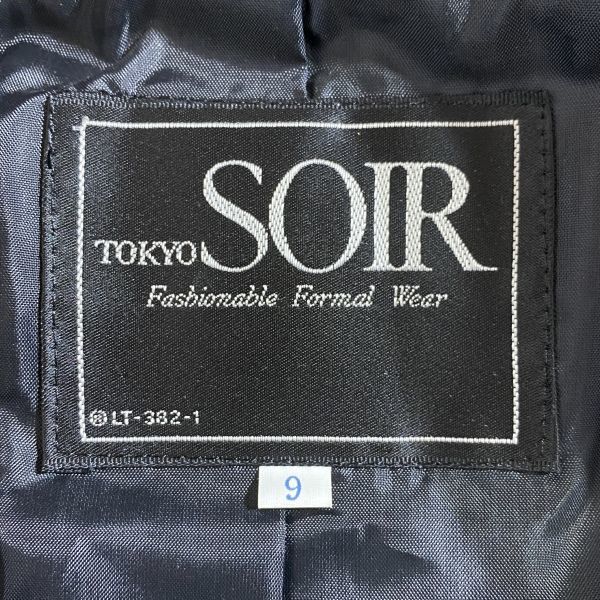 TOKYO SOIR
Fashionable Formal Wear
LT-382-1
9